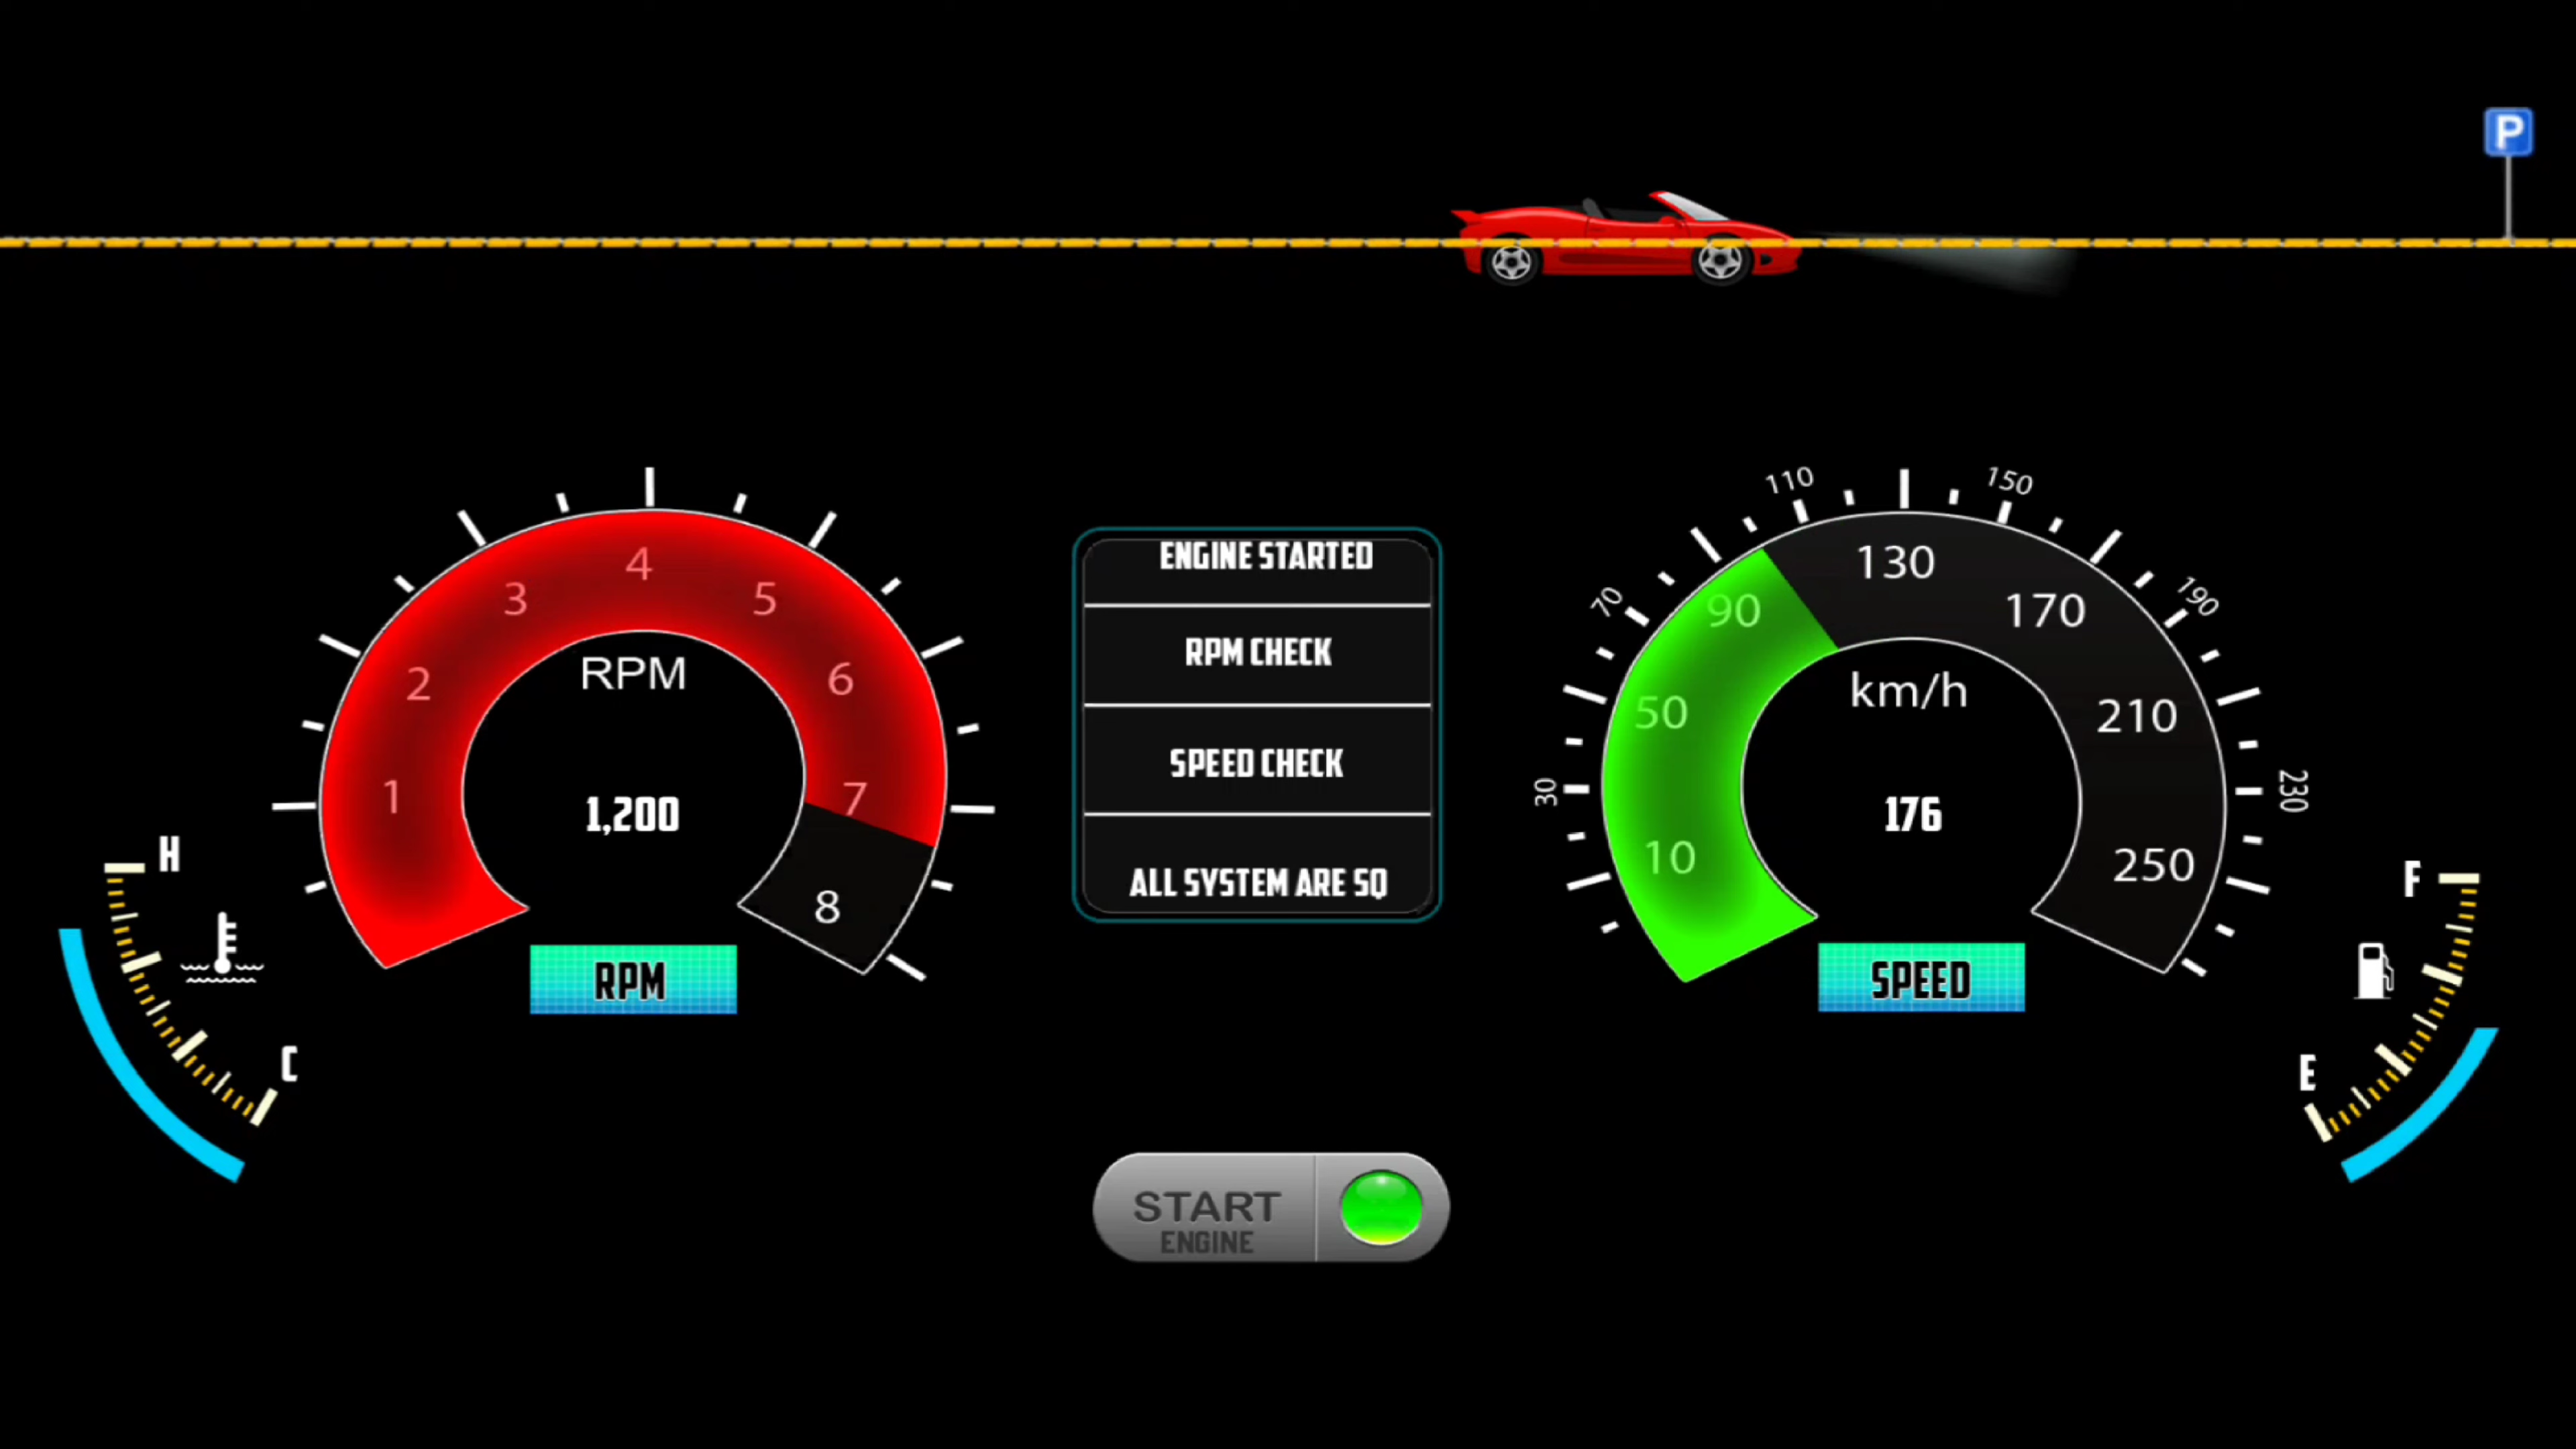 P
110
150
4
ENGINE STARTED
130
3
5
70
90
170
190
RPM CHECK
2
RPM
6
km/h
50
210
SPEED CHECK
1
7
30
230
1,200
176
H
10
250
F
ALL SYSTEM ARE SQ
8
RPM
SPEED
C
E
START
ENGINE